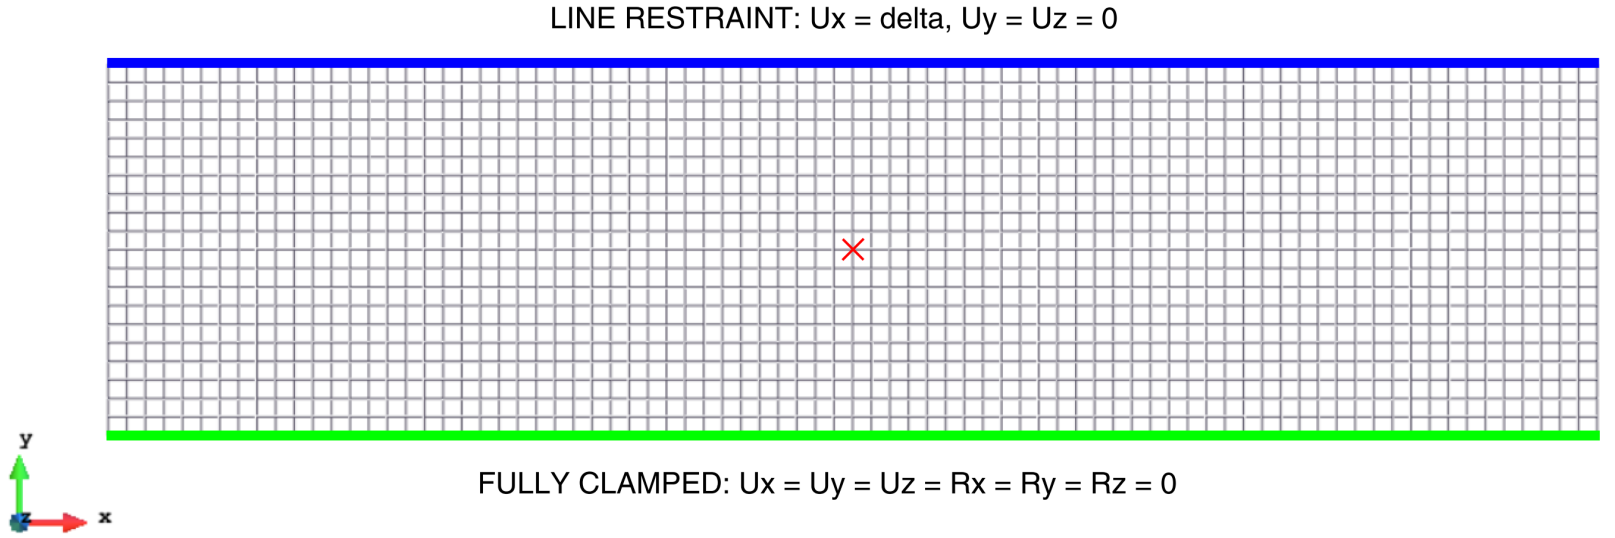 LINE RESTRAINT: Ux = delta, Uy = Uz = 0
y
z
x
FULLY CLAMPED: Ux = Uy = Uz = Rx = Ry = Rz = 0